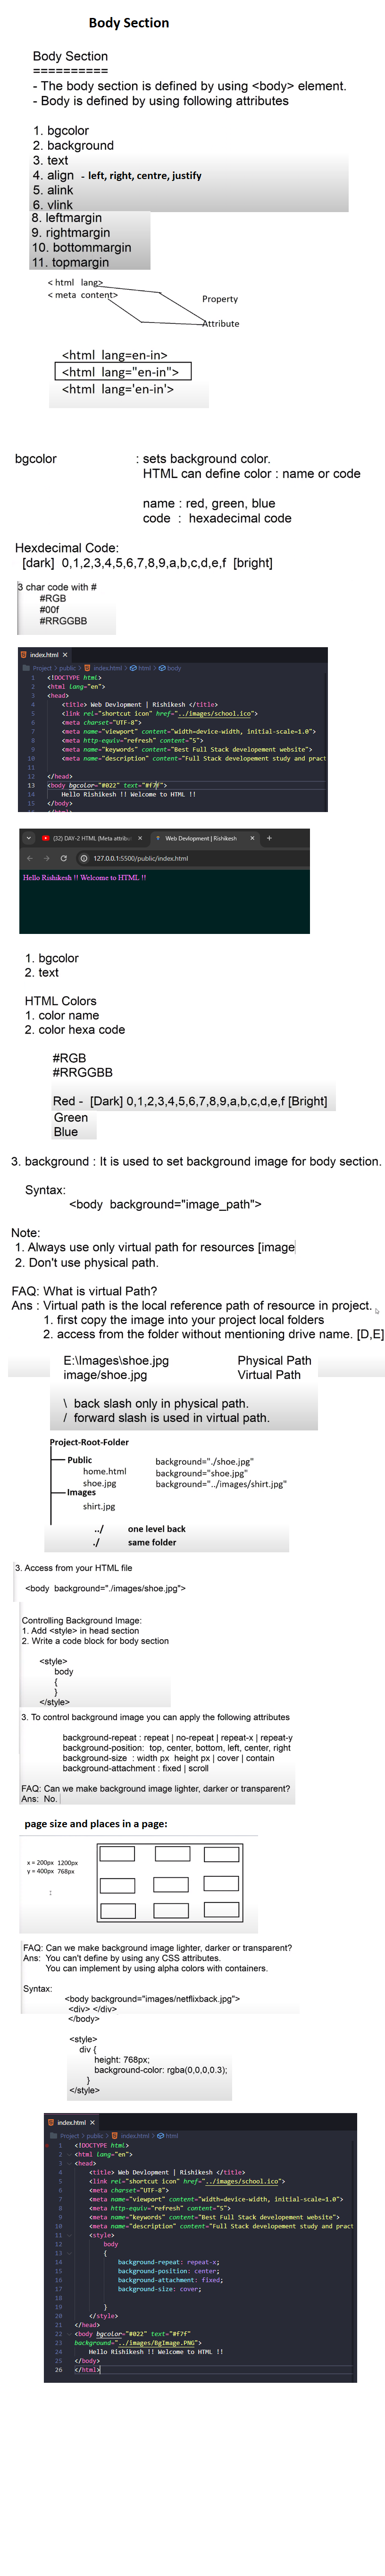 Body Section
Body Section
==========
- The body section is defined by using <body> element.
- Body is defined by using following attributes
1. bgcolor
2. background
3. text
4. align - left, right, centre, justify
5. alink
6. vlink
8. leftmargin
9. rightmargin
10. bottommargin
11. topmargin
< html lang>
< meta content>
Property
Attribute
<html lang=en-in>
<html lang="en-in">
<html lang='en-in'>
bgcolor : sets background color.
HTML can define color : name or code
name : red, green, blue
code : hexadecimal code
Hexdecimal Code:
[dark] 0,1,2,3,4,5,6,7,8,9,a,b,c,d,e,f [bright]
3 char code with #
#RGB
#00f
#RRGGBB
index.html ×
Project > public > index.html > html > body
1 <!DOCTYPE html>
2 <html lang="en">
3 <head>
4 <title> Web Devlopment | Rishikesh </title>
5 <link rel="shortcut icon" href="../images/school.ico">
6 <meta charset="UTF-8">
7 <meta name="viewport" content="width=device-width, initial-scale=1.0">
8 <meta http-equiv="refresh" content="5">
9 <meta name="keywords" content="Best Full Stack developement website">
10 <meta name="description" content="Full Stack developement study and pract
11
12 </head>
13 <body bgcolor="#022" text="#f7f">
14 Hello Rishikesh !! Welcome to HTML !!
15 </body>
(32) DAY-2 HTML (Meta attribu × Web Devlopment | Rishikesh × +
127.0.0.1:5500/public/index.html
Hello Rishikesh !! Welcome to HTML !!
1. bgcolor
2. text
HTML Colors
1. color name
2. color hexa code
#RGB
#RRGGBB
Red - [Dark] 0,1,2,3,4,5,6,7,8,9,a,b,c,d,e,f [Bright]
Green
Blue
3. background : It is used to set background image for body section.
Syntax:
<body background="image_path">
Note:
1. Always use only virtual path for resources [image
2. Don't use physical path.
FAQ: What is virtual Path?
Ans : Virtual path is the local reference path of resource in project.
1. first copy the image into your project local folders
2. access from the folder without mentioning drive name. [D,E]
E:\Images\shoe.jpg Physical Path
image/shoe.jpg Virtual Path
\ back slash only in physical path.
/ forward slash is used in virtual path.
Project-Root-Folder
Public background="./shoe.jpg"
home.html background="shoe.jpg"
shoe.jpg background="../images/shirt.jpg"
Images
shirt.jpg
../ one level back
./ same folder
3. Access from your HTML file
<body background="./images/shoe.jpg">
Controlling Background Image:
1. Add <style> in head section
2. Write a code block for body section
<style>
body
{
}
</style>
3. To control background image you can apply the following attributes
background-repeat : repeat | no-repeat | repeat-x | repeat-y
background-position: top, center, bottom, left, center, right
background-size : width px height px | cover | contain
background-attachment : fixed | scroll
FAQ: Can we make background image lighter, darker or transparent?
Ans: No.
page size and places in a page:
x = 200px 1200px
y = 400px 768px
:
FAQ: Can we make background image lighter, darker or transparent?
Ans: You can't define by using any CSS attributes.
You can implement by using alpha colors with containers.
Syntax:
<body background="images/netflixback.jpg">
<div> </div>
</body>
<style>
div {
height: 768px;
background-color: rgba(0,0,0,0.3);
}
</style>
index.html ×
Project > public > index.html > html
1 <!DOCTYPE html>
2 <html lang="en">
3 <head>
4 <title> Web Devlopment | Rishikesh </title>
5 <link rel="shortcut icon" href="../images/school.ico">
6 <meta charset="UTF-8">
7 <meta name="viewport" content="width=device-width, initial-scale=1.0">
8 <meta http-equiv="refresh" content="5">
9 <meta name="keywords" content="Best Full Stack developement website">
10 <meta name="description" content="Full Stack developement study and pract
11 <style>
12 body
13 {
14 background-repeat: repeat-x;
15 background-position: center;
16 background-attachment: fixed;
17 background-size: cover;
18
19 }
20 </style>
21 </head>
22 <body bgcolor="#022" text="#f7f"
23 background="../images/BgImage.PNG">
24 Hello Rishikesh !! Welcome to HTML !!
25 </body>
26 </html>